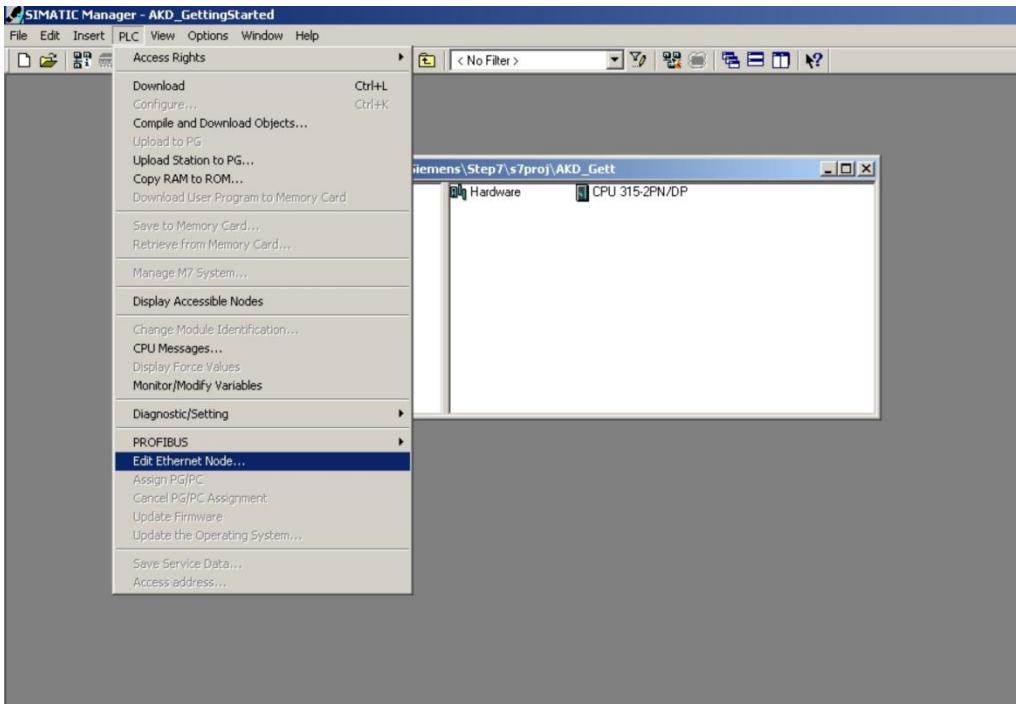 SIMATIC Manager - AKD_GettingStarted
File Edit Insert PLC View Options Window Help
< No Filter >
Access Rights
Download Ctrl+L
Configure... Ctrl+K
Compile and Download Objects...
Upload to PG
Upload Station to PG...
Copy RAM to ROM...
Download User Program to Memory Card
Save to Memory Card...
Retrieve from Memory Card...
Manage M7 System...
Display Accessible Nodes
Change Module Identification...
CPU Messages...
Display Force Values
Monitor/Modify Variables
Diagnostic/Setting
PROFIBUS
Edit Ethernet Node...
Assign PG/PC
Cancel PG/PC Assignment
Update Firmware
Update the Operating System...
Save Service Data...
Access address...
iemens\Step7\s7proj\AKD_Gett
Hardware CPU 315-2PN/DP